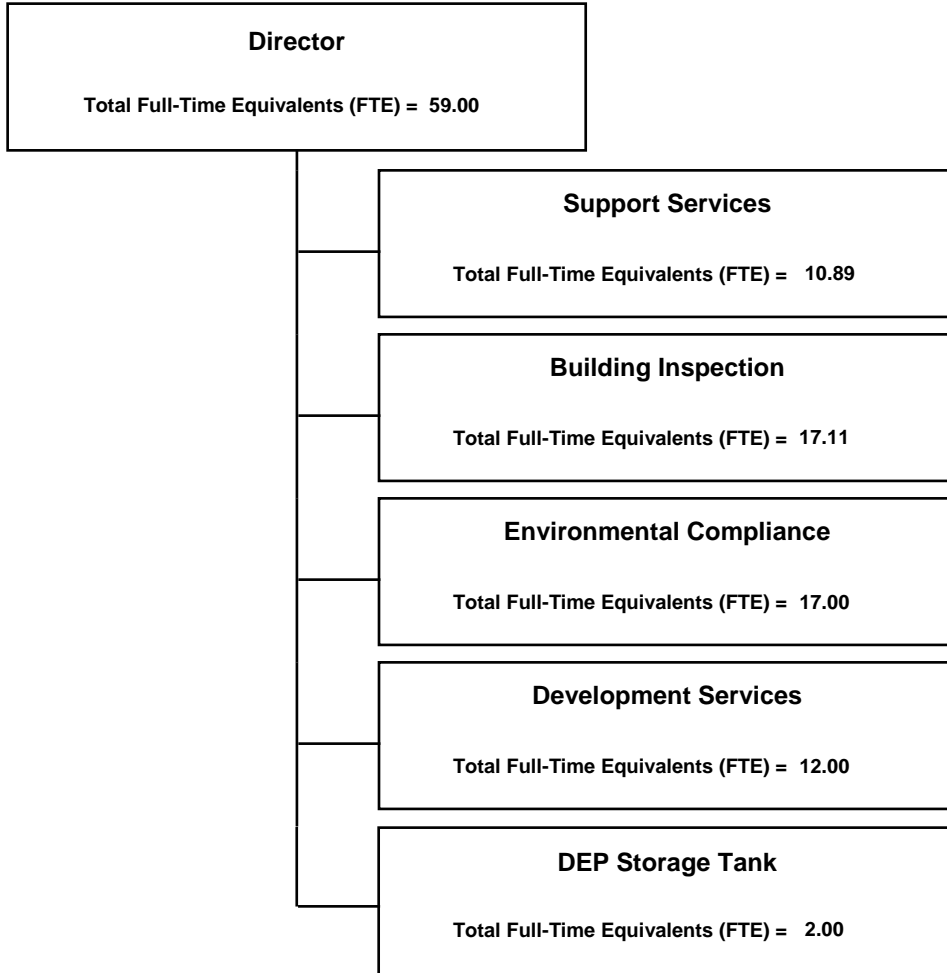 Director
Total Full-Time Equivalents (FTE) = 59.00
Support Services
Total Full-Time Equivalents (FTE) = 10.89
Building Inspection
Total Full-Time Equivalents (FTE) = 17.11
Environmental Compliance
Total Full-Time Equivalents (FTE) = 17.00
Development Services
Total Full-Time Equivalents (FTE) = 12.00
DEP Storage Tank
Total Full-Time Equivalents (FTE) = 2.00